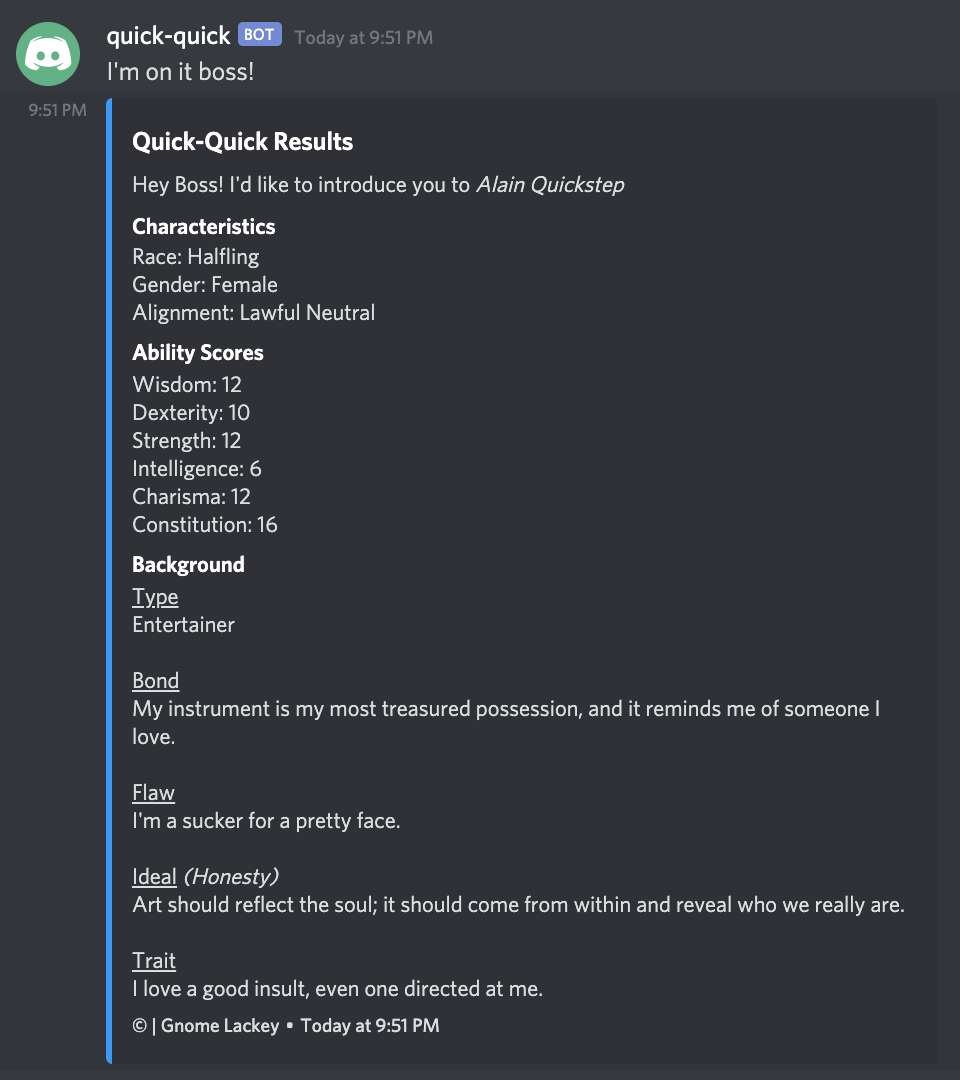 quick-quick BOT Today at 9:51 PM
I'm on it boss!
9:51 PM
Quick-Quick Results
Hey Boss! I'd like to introduce you to Alain Quickstep
Characteristics
Race: Halfling
Gender: Female
Alignment: Lawful Neutral
Ability Scores
Wisdom: 12
Dexterity: 10
Strength: 12
Intelligence: 6
Charisma: 12
Constitution: 16
Background
Type
Entertainer
Bond
My instrument is my most treasured possession, and it reminds me of someone I
love.
Flaw
I'm a sucker for a pretty face.
Ideal (Honesty)
Art should reflect the soul; it should come from within and reveal who we really are.
Trait
I love a good insult, even one directed at me.
© | Gnome Lackey • Today at 9:51 PM